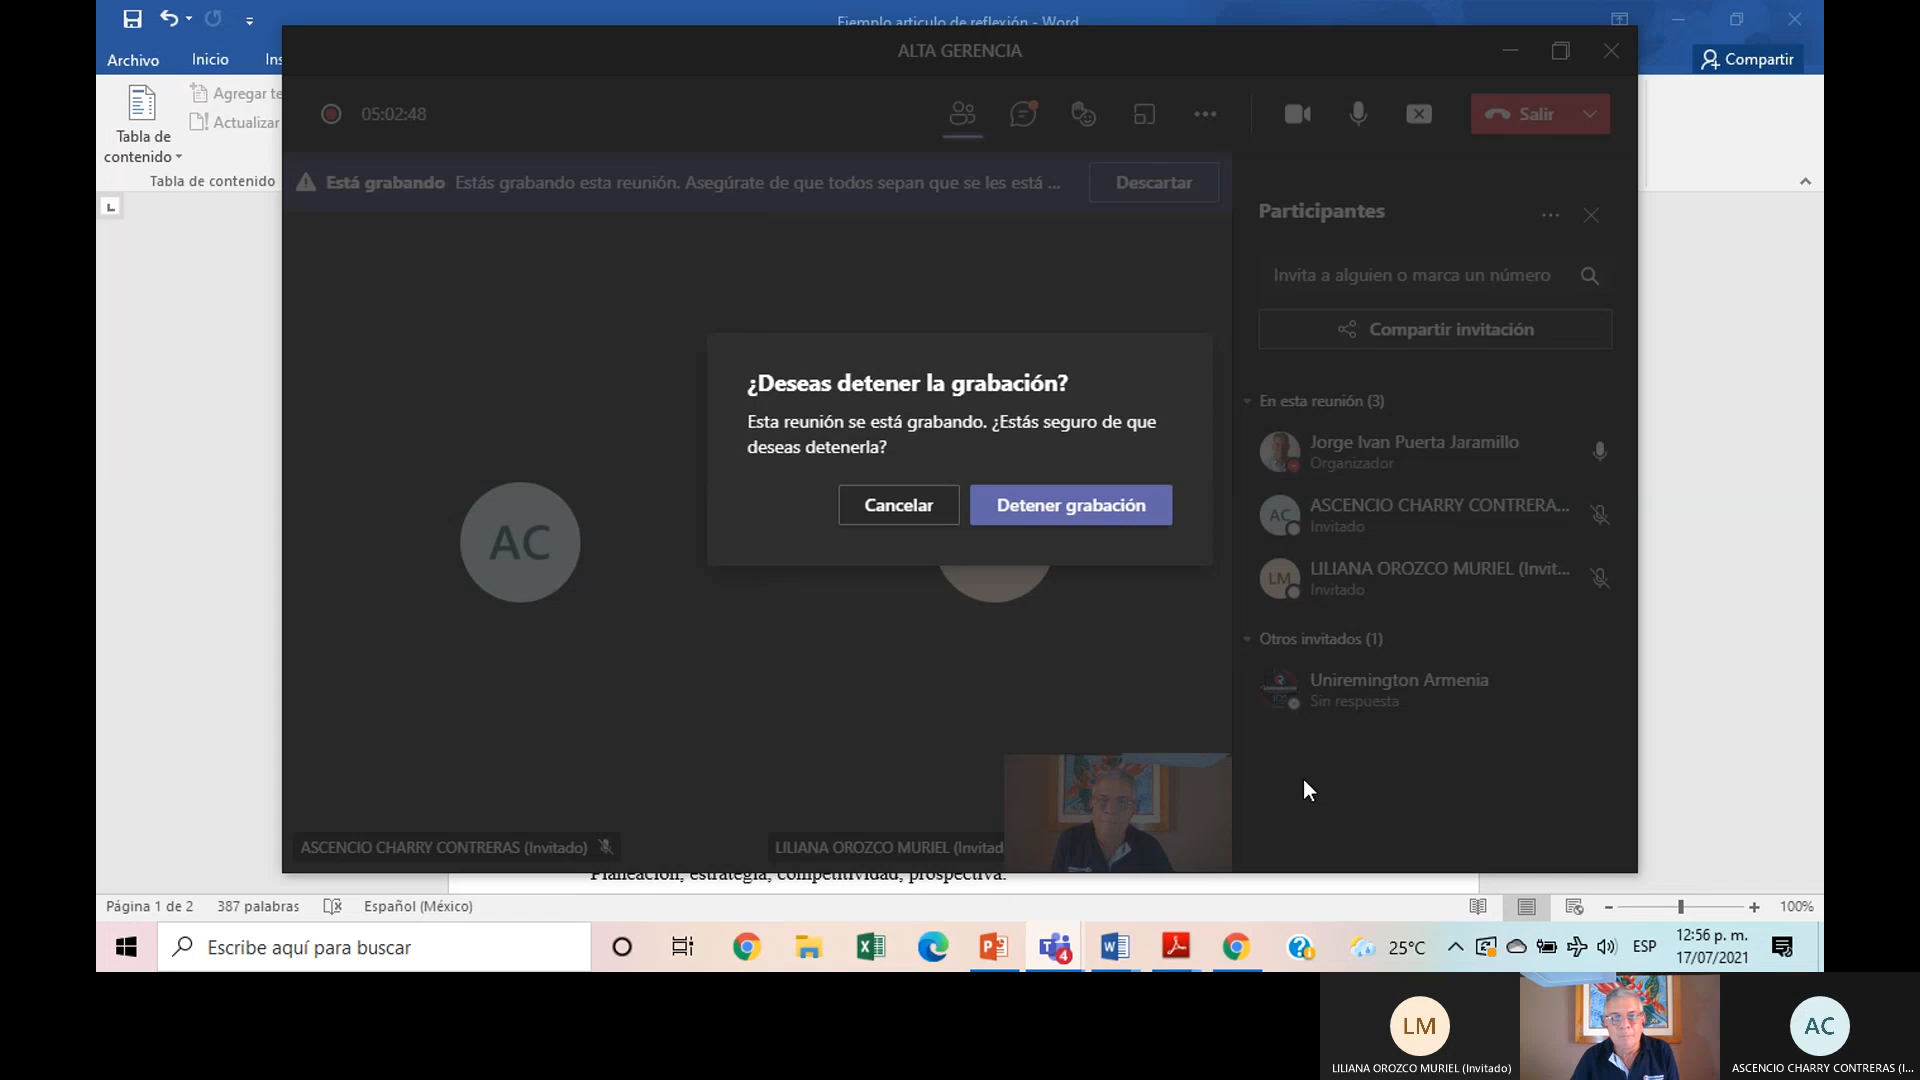 Ejemplo articulo de reflexión - Word
Archivo
Inicio
Ins
Compartir
Tabla de
contenido
Agregar te
Actualizar
Tabla de contenido
ALTA GERENCIA
05:02:48
Salir
Está grabando Estás grabando esta reunión. Asegúrate de que todos sepan que se les está ...
Descartar
Participantes
Invita a alguien o marca un número
Compartir invitación
¿Deseas detener la grabación?
Esta reunión se está grabando. ¿Estás seguro de que
deseas detenerla?
Cancelar
Detener grabación
En esta reunión (3)
Jorge Ivan Puerta Jaramillo
Organizador
AC
ASCENCIO CHARRY CONTRERA...
Invitado
LM
LILIANA OROZCO MURIEL (Invit...
Invitado
Otros invitados (1)
Uniremington Armenia
Sin respuesta
AC
ASCENCIO CHARRY CONTRERAS (Invitado)
LILIANA OROZCO MURIEL (Invitad
Planeación, estrategia, competitividad, prospectiva.
Página 1 de 2
387 palabras
Español (México)
100%
Escribe aquí para buscar
4
25°C
ESP
12:56 p. m.
17/07/2021
LM
LILIANA OROZCO MURIEL (Invitado)
AC
ASCENCIO CHARRY CONTRERAS (I...